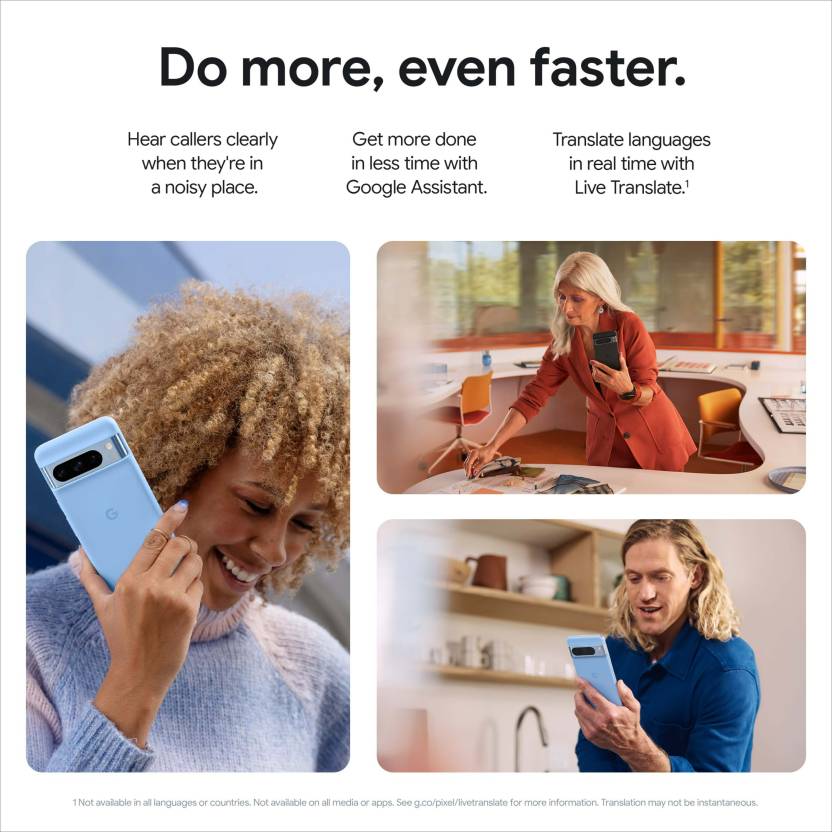 Do more, even faster.
Hear callers clearly
when they're in
a noisy place.
Get more done
in less time with
Google Assistant.
Translate languages
in real time with
Live Translate.¹
G
1 Not available in all languages or countries. Not available on all media or apps. See g.co/pixel/livetranslate for more information. Translation may not be instantaneous.